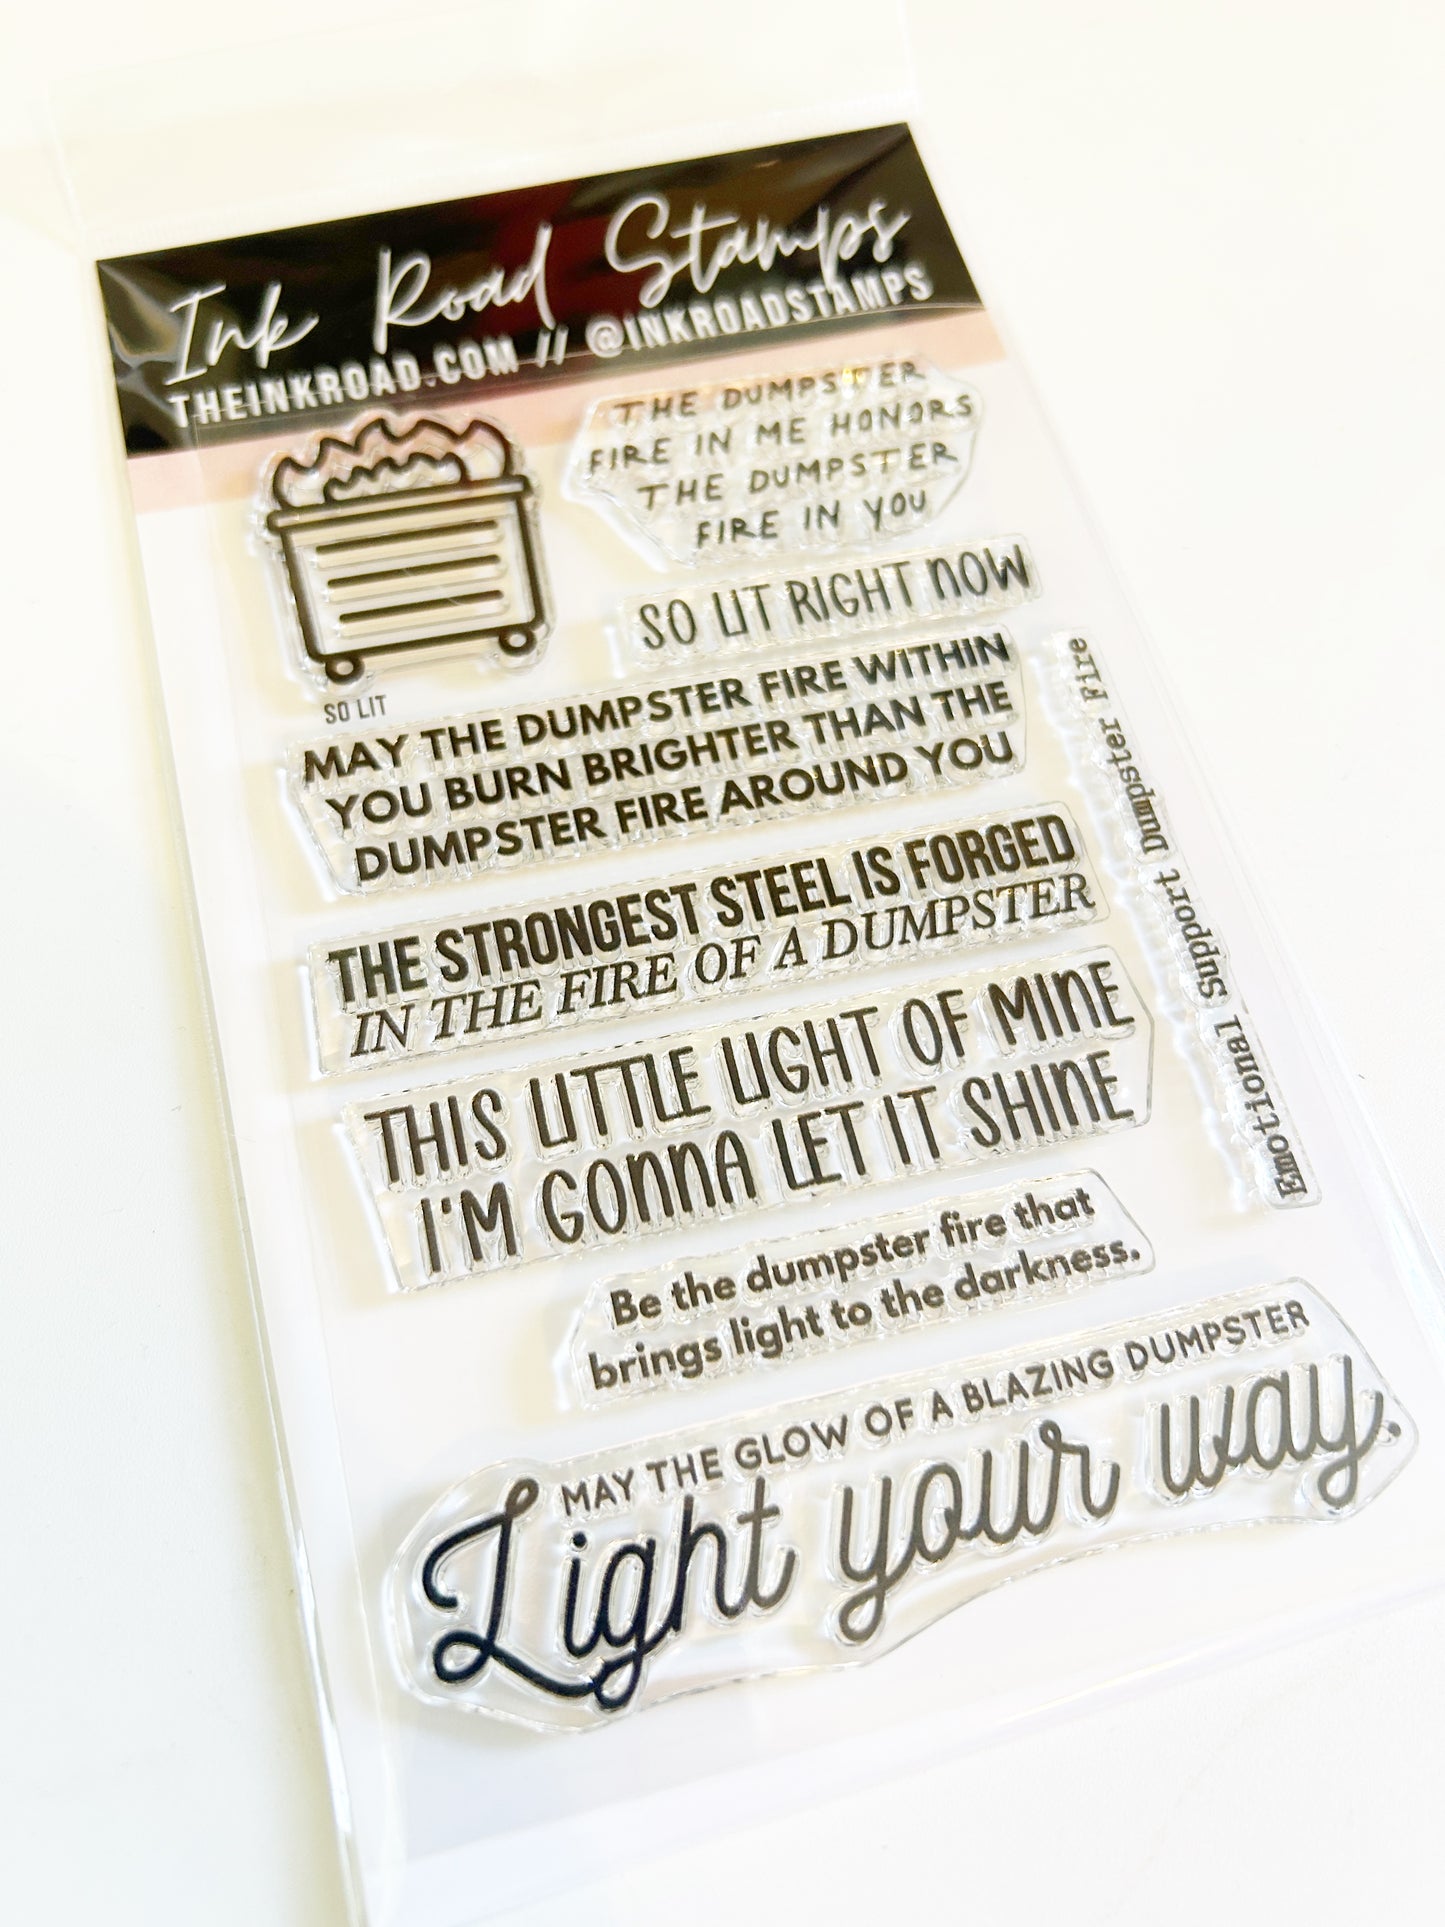 Ink Road Stamps
THEINKROAD.COM // @INKROADSTAMPS
THE DUMPSTER
FIRE IN ME HONORS
THE DUMPSTER
FIRE IN YOU
SO LIT RIGHT NOW
SO LIT
MAY THE DUMPSTER FIRE WITHIN
YOU BURN BRIGHTER THAN THE
DUMPSTER FIRE AROUND YOU
Emotional Support Dumpster Fire
THE STRONGEST STEEL IS FORGED
IN THE FIRE OF A DUMPSTER
THIS LITTLE LIGHT OF MINE
I'M GONNA LET IT SHINE
Be the dumpster fire that
brings light to the darkness.
MAY THE GLOW OF A BLAZING DUMPSTER
Light your way.